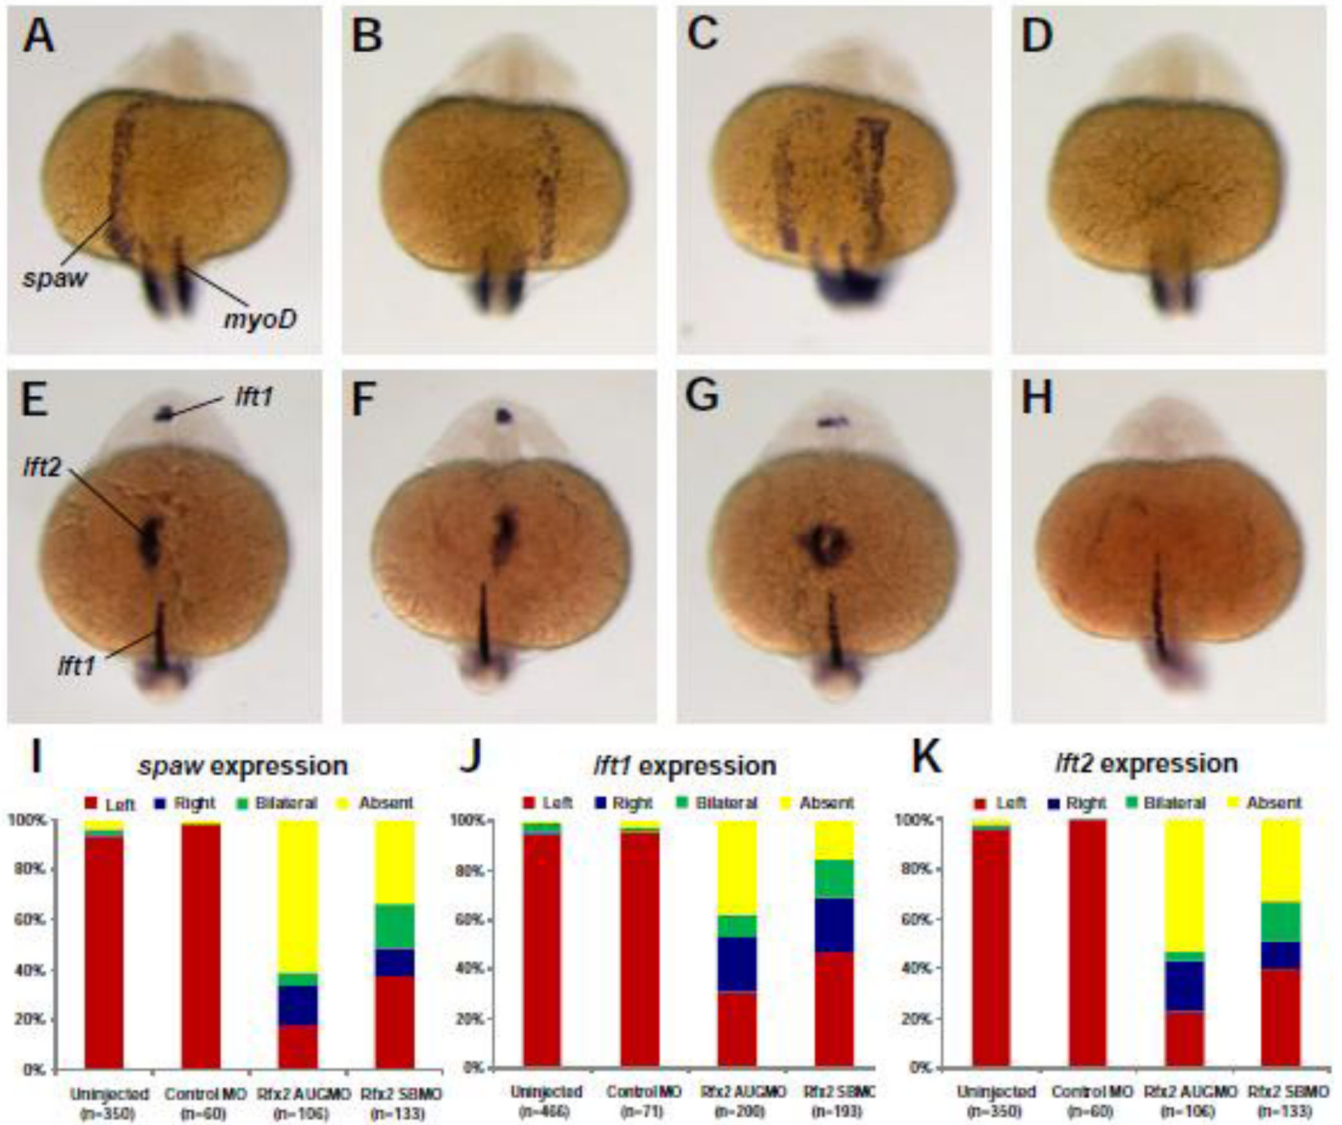 A B C D
spaw
myoD
E F G H
lft1
lft2
lft1
I spaw expression
Left Right Bilateral Absent
100%
80%
60%
40%
20%
0%
Uninjected Control MO Rfx2 AUGMO Rfx2 SBMO
(n=350) (n=60) (n=106) (n=133)
J lft1 expression
Left Right Bilateral Absent
100%
80%
60%
40%
20%
0%
Uninjected Control MO Rfx2 AUGMO Rfx2 SBMO
(n=466) (n=71) (n=200) (n=193)
K lft2 expression
Left Right Bilateral Absent
100%
80%
60%
40%
20%
0%
Uninjected Control MO Rfx2 AUGMO Rfx2 SBMO
(n=350) (n=60) (n=106) (n=133)